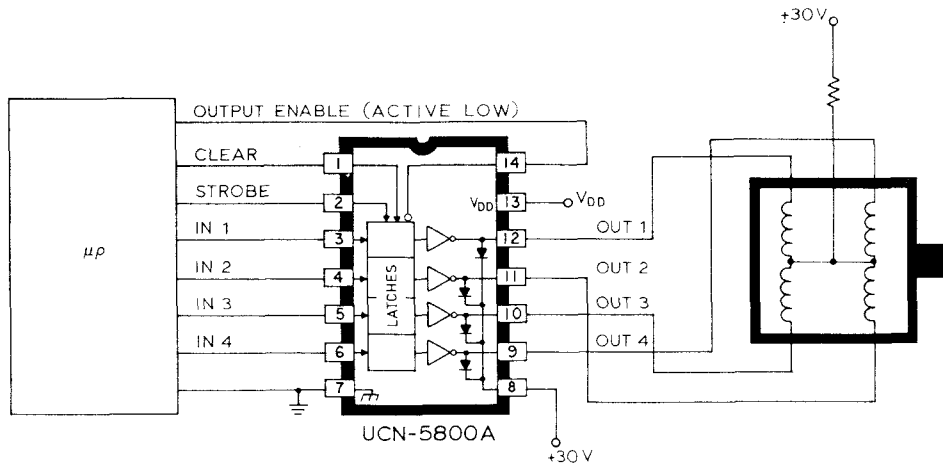 +30V
OUTPUT ENABLE (ACTIVE LOW)
CLEAR
1
14
STROBE
2
VDD
13
VDD
IN 1
3
12
OUT 1
μp
IN 2
4
LATCHES
11
OUT 2
IN 3
5
10
OUT 3
IN 4
6
9
OUT 4
7
8
UCN-5800A
+30V